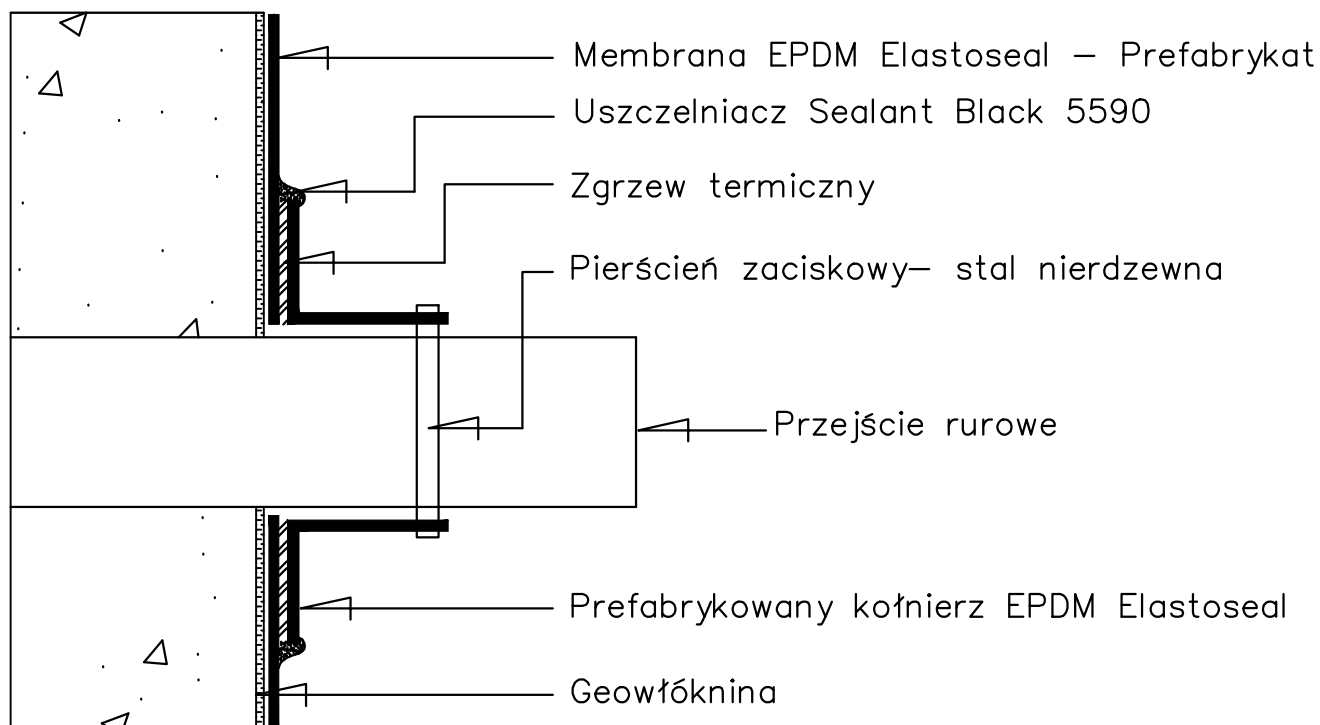 Membrana EPDM Elastoseal – Prefabrykat
Uszczelniacz Sealant Black 5590
Zgrzew termiczny
Pierścień zaciskowy– stal nierdzewna
Przejście rurowe
Prefabrykowany kołnierz EPDM Elastoseal
Geowłóknina